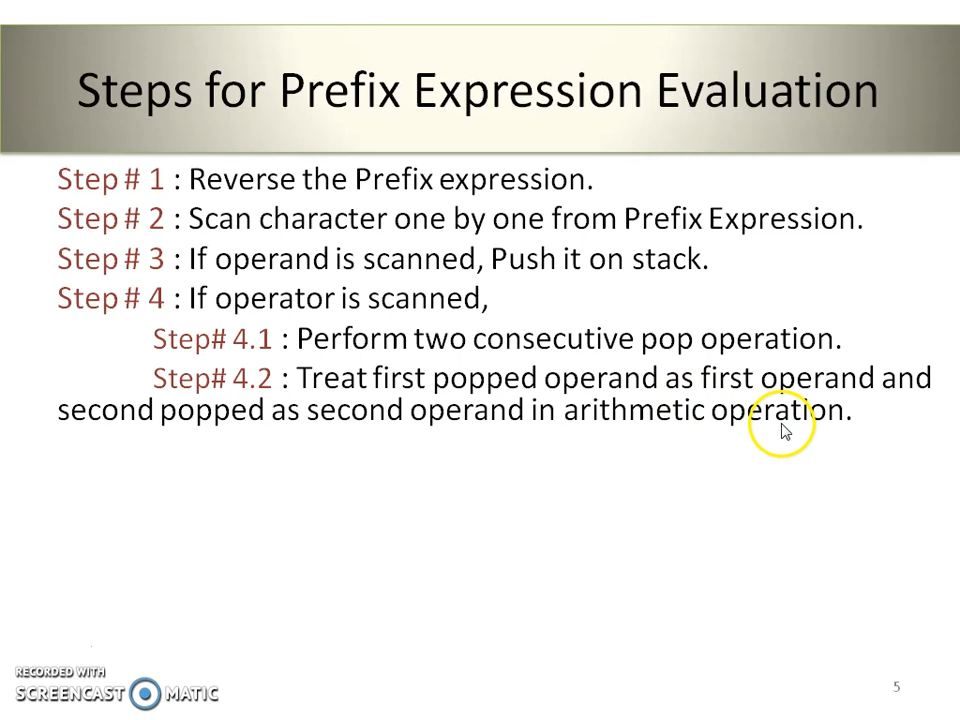 Steps for Prefix Expression Evaluation
Step # 1 : Reverse the Prefix expression.
Step # 2 : Scan character one by one from Prefix Expression.
Step # 3 : If operand is scanned, Push it on stack.
Step # 4 : If operator is scanned,
Step# 4.1 : Perform two consecutive pop operation.
Step# 4.2 : Treat first popped operand as first operand and
second popped as second operand in arithmetic operation.
RECORDED WITH
SCREENCAST MATIC
5